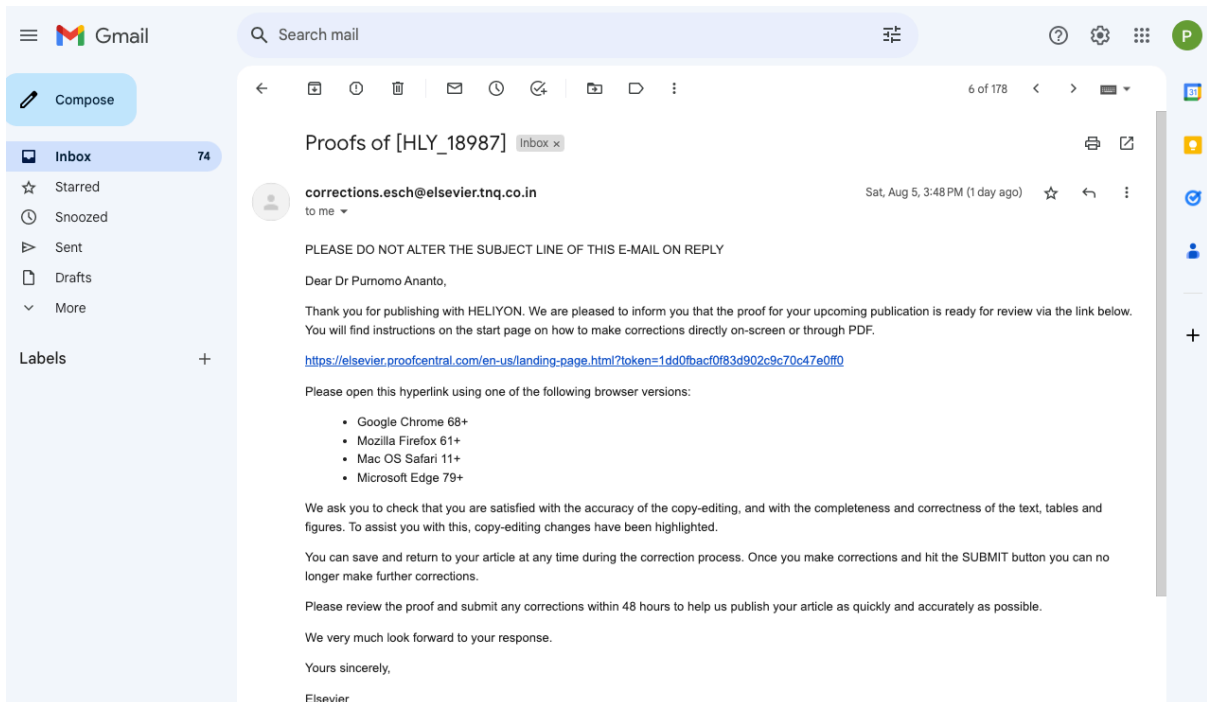 Gmail
Search mail
P
Compose
6 of 178
31
Inbox 74
Starred
Snoozed
Sent
Drafts
More
Labels
Proofs of [HLY_18987] Inbox ×
corrections.esch@elsevier.tnq.co.in Sat, Aug 5, 3:48 PM (1 day ago)
to me
PLEASE DO NOT ALTER THE SUBJECT LINE OF THIS E-MAIL ON REPLY
Dear Dr Purnomo Ananto,
Thank you for publishing with HELIYON. We are pleased to inform you that the proof for your upcoming publication is ready for review via the link below.
You will find instructions on the start page on how to make corrections directly on-screen or through PDF.
https://elsevier.proofcentral.com/en-us/landing-page.html?token=1dd0fbacf0f83d902c9c70c47e0ff0
Please open this hyperlink using one of the following browser versions:
• Google Chrome 68+
• Mozilla Firefox 61+
• Mac OS Safari 11+
• Microsoft Edge 79+
We ask you to check that you are satisfied with the accuracy of the copy-editing, and with the completeness and correctness of the text, tables and
figures. To assist you with this, copy-editing changes have been highlighted.
You can save and return to your article at any time during the correction process. Once you make corrections and hit the SUBMIT button you can no
longer make further corrections.
Please review the proof and submit any corrections within 48 hours to help us publish your article as quickly and accurately as possible.
We very much look forward to your response.
Yours sincerely,
Elsevier